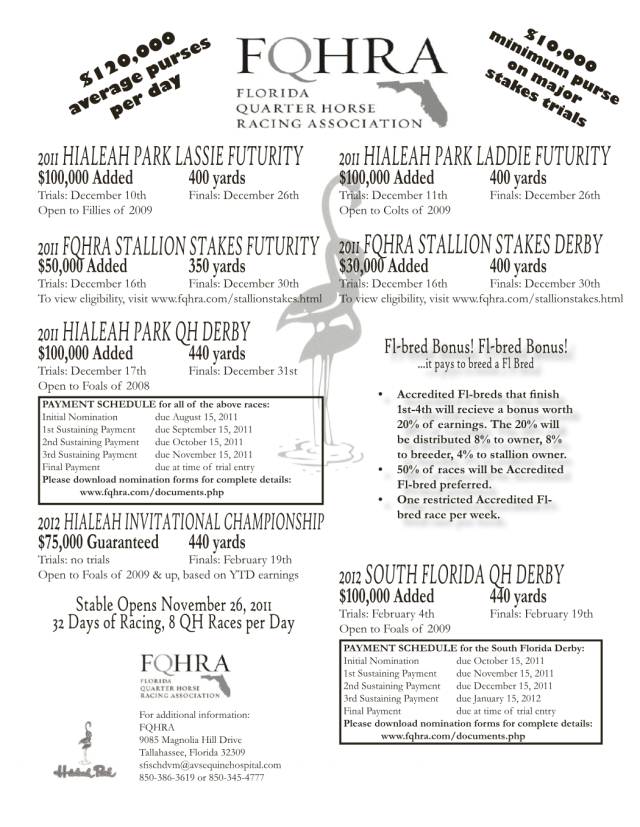 $120,000
average purses
per day
FQHRA
FLORIDA
QUARTER HORSE
RACING ASSOCIATION
$10,000
minimum purse
on major
stakes trials
2011 HIALEAH PARK LASSIE FUTURITY
$100,000 Added 400 yards
Trials: December 10th Finals: December 26th
Open to Fillies of 2009
2011 HIALEAH PARK LADDIE FUTURITY
$100,000 Added 400 yards
Trials: December 11th Finals: December 26th
Open to Colts of 2009
2011 FQHRA STALLION STAKES FUTURITY
$50,000 Added 350 yards
Trials: December 16th Finals: December 30th
To view eligibility, visit www.fqhra.com/stallionstakes.html
2011 FQHRA STALLION STAKES DERBY
$30,000 Added 400 yards
Trials: December 16th Finals: December 30th
To view eligibility, visit www.fqhra.com/stallionstakes.html
2011 HIALEAH PARK QH DERBY
$100,000 Added 440 yards
Trials: December 17th Finals: December 31st
Open to Foals of 2008
PAYMENT SCHEDULE for all of the above races:
Initial Nomination due August 15, 2011
1st Sustaining Payment due September 15, 2011
2nd Sustaining Payment due October 15, 2011
3rd Sustaining Payment due November 15, 2011
Final Payment due at time of trial entry
Please download nomination forms for complete details:
www.fqhra.com/documents.php
Fl-bred Bonus! Fl-bred Bonus!
...it pays to breed a Fl Bred
• Accredited Fl-breds that finish
1st-4th will recieve a bonus worth
20% of earnings. The 20% will
be distributed 8% to owner, 8%
to breeder, 4% to stallion owner.
• 50% of races will be Accredited
Fl-bred preferred.
• One restricted Accredited Fl-
bred race per week.
2012 HIALEAH INVITATIONAL CHAMPIONSHIP
$75,000 Guaranteed 440 yards
Trials: no trials Finals: February 19th
Open to Foals of 2009 & up, based on YTD earnings
Stable Opens November 26, 2011
32 Days of Racing, 8 QH Races per Day
2012 SOUTH FLORIDA QH DERBY
$100,000 Added 440 yards
Trials: February 4th Finals: February 19th
Open to Foals of 2009
PAYMENT SCHEDULE for the South Florida Derby:
Initial Nomination due October 15, 2011
1st Sustaining Payment due November 15, 2011
2nd Sustaining Payment due December 15, 2011
3rd Sustaining Payment due January 15, 2012
Final Payment due at time of trial entry
Please download nomination forms for complete details:
www.fqhra.com/documents.php
FQHRA
FLORIDA
QUARTER HORSE
RACING ASSOCIATION
For additional information:
FQHRA
9085 Magnolia Hill Drive
Tallahassee, Florida 32309
sfischdvm@avsequinehospital.com
850-386-3619 or 850-345-4777
Hialeah Park